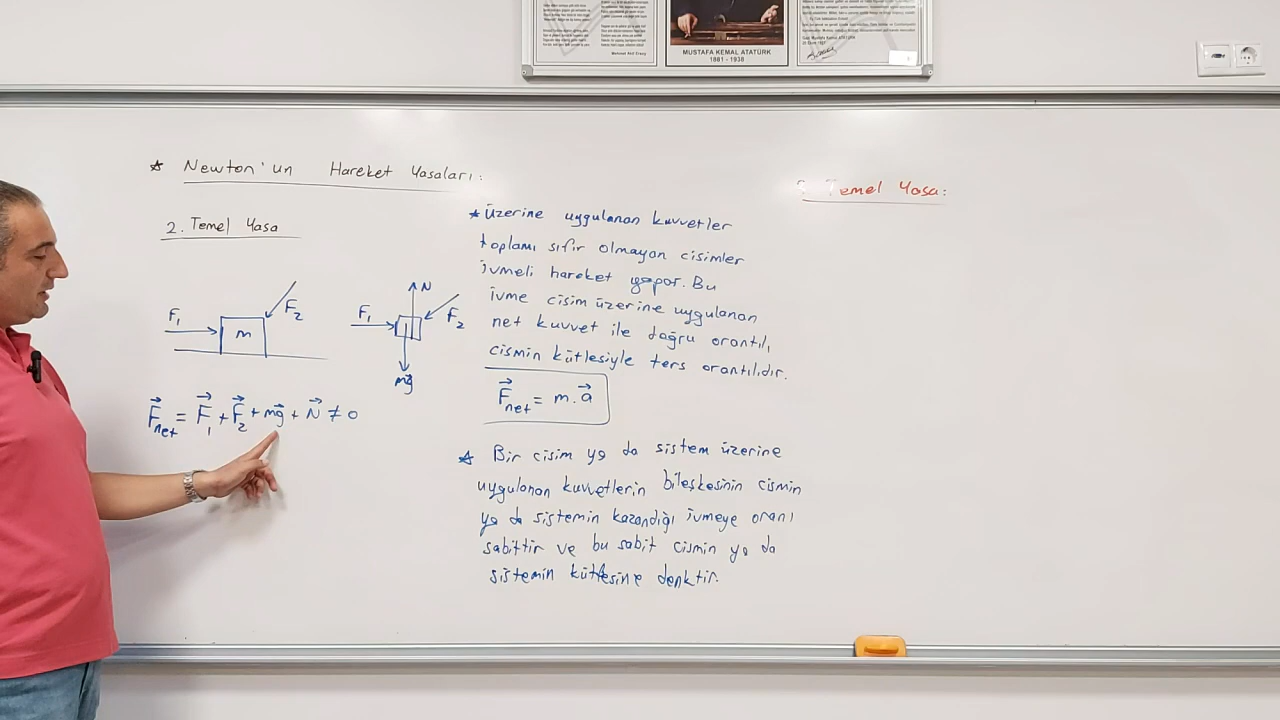 MUSTAFA KEMAL ATATÜRK
1881 - 1938
Mehmet Akif Ersoy
* Newton'un Hareket Yasaları:
2. Temel Yasa
F₁
m
F₂
N
F₁
F₂
mg⃗
F⃗net = F⃗₁ + F⃗₂ + mg⃗ + N⃗ ≠ 0
* Üzerine uygulanan kuvvetler
toplamı sıfır olmayan cisimler
ivmeli hareket yapar. Bu
ivme cisim üzerine uygulanan
net kuvvet ile doğru orantılı,
cismin kütlesiyle ters orantılıdır.
F⃗net = m.a⃗
* Bir cisim ya da sistem üzerine
uygulanan kuvvetlerin bileşkesinin cismin
ya da sistemin kazandığı ivmeye oranı
sabittir ve bu sabit cismin ya da
sistemin kütlesine denktir.
Temel Yasa: